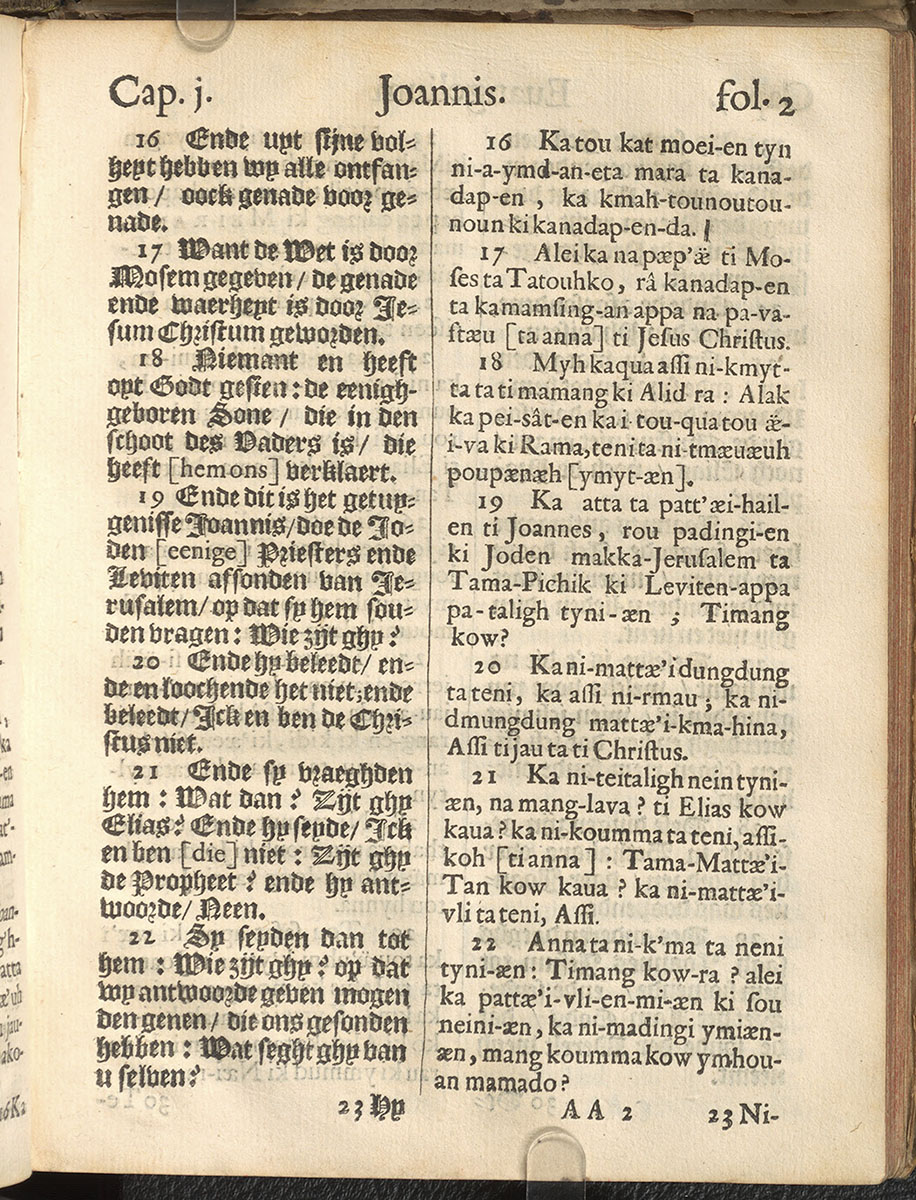 Cap. j. Joannis. fol. 2
16 Ende uyt sijne vol-
heyt hebben wy alle ontfan-
gen / oock genade voor ge-
nade.
17 Want de Wet is door
Mosem gegeven / de genade
ende waerheyt is door Je-
sum Christum geworden.
18 Niemant en heeft
oyt Godt gesien : de eenigh-
geboren Sone / die in den
schoot des Vaders is / die
heeft [hem ons] verklaert.
19 Ende dit is het getuy-
genisse Joannis / doe de Jo-
den [eenige] Priesters ende
Leviten afsonden van Je-
rusalem / op dat sy hem sou-
den vragen : Wie zijt ghy ?
20 Ende hy beleedt / en-
de en loochende het niet ; ende
beleedt / Ick en ben de Chri-
stus niet.
21 Ende sy vraeghden
hem : Wat dan ? Zijt ghy
Elias ? Ende hy seyde / Ick
en ben [die] niet : Zijt ghy
de Propheet ? ende hy ant-
woorde / Neen.
22 Sy seyden dan tot
hem : Wie zijt ghy ? op dat
wy antwoorde geven mogen
den genen / die ons gesonden
hebben : Wat seght ghy van
u selven ?
23 Hy
16 Ka tou kat moei-en tyn
ni-a-ymd-an-eta mara ta kana-
dap-en , ka kmah-tounoutou-
noun ki kanadap-en-da.
17 Alei ka na pæp'ӕ̈ ti Mo-
ses ta Tatouhko, râ kanadap-en
ta kamamsing-an appa na pa-va-
stæu [ta anna] ti Jesus Christus.
18 Myh kaqua assi ni-kmyt-
ta ta ti mamang ki Alid ra : Alak
ka pei-sât-en ka i tou-qua tou ӕ̈-
i-va ki Rama, teni ta ni-tmæuæuh
poupænæh [ymyt-æn].
19 Ka atta ta patt'æi-hail-
en ti Joannes , rou padingi-en
ki Joden makka-Jerusalem ta
Tama-Pichik ki Leviten-appa
pa-taligh tyni-æn ; Timang
kow?
20 Ka ni-mattæ'i dungdung
ta teni, ka assi ni-rmau ; ka ni-
dmungdung mattæ'i-kma-hina,
Assi ti jau ta ti Christus.
21 Ka ni-teitaligh nein tyni-
æn, na mang-lava ? ti Elias kow
kaua ? ka ni-koumma ta teni, assi-
koh [ti anna] : Tama-Mattæ'i-
Tan kow kaua ? ka ni-mattæ'i-
vli ta teni, Assi.
22 Anna ta ni-k'ma ta neni
tyni-æn : Timang kow-ra ? alei
ka pattæ'i-vli-en-mi-æn ki sou
neini-æn, ka ni-madingi ymiæn-
æn, mang koumma kow ymhou-
an mamado ?
AA 2 23 Ni-